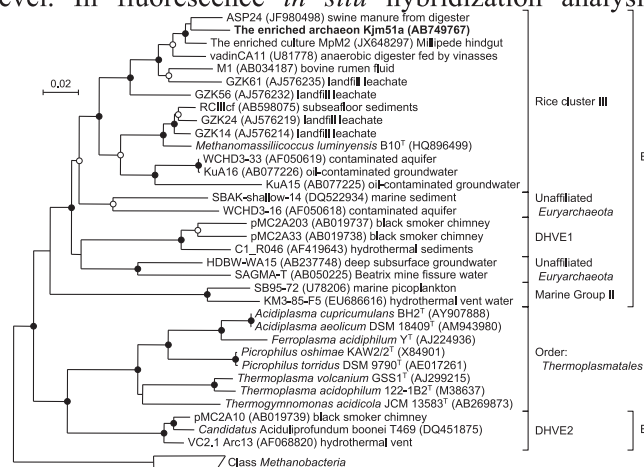 level. In fluorescence in situ hybridization analysis
ASP24 (JF980498) swine manure from digester
The enriched archaeon Kjm51a (AB749767)
The enriched culture MpM2 (JX648297) Millipede hindgut
vadinCA11 (U81778) anaerobic digester fed by vinasses
M1 (AB034187) bovine rumen fluid
GZK61 (AJ576235) landfill leachate
GZK56 (AJ576232) landfill leachate
RCIIIcf (AB598075) subseafloor sediments
GZK24 (AJ576219) landfill leachate
GZK14 (AJ576214) landfill leachate
Methanomassiliicoccus luminyensis B10ᵀ (HQ896499)
WCHD3-33 (AF050619) contaminated aquifer
KuA16 (AB077226) oil-contaminated groundwater
KuA15 (AB077225) oil-contaminated groundwater
SBAK-shallow-14 (DQ522934) marine sediment
WCHD3-16 (AF050618) contaminated aquifer
pMC2A203 (AB019737) black smoker chimney
pMC2A33 (AB019738) black smoker chimney
C1_R046 (AF419643) hydrothermal sediments
HDBW-WA15 (AB237748) deep subsurface groundwater
SAGMA-T (AB050225) Beatrix mine fissure water
SB95-72 (U78206) marine picoplankton
KM3-85-F5 (EU686616) hydrothermal vent water
Acidiplasma cupricumulans BH2ᵀ (AY907888)
Acidiplasma aeolicum DSM 18409ᵀ (AM943980)
Ferroplasma acidiphilum Yᵀ (AJ224936)
Picrophilus oshimae KAW2/2ᵀ (X84901)
Picrophilus torridus DSM 9790ᵀ (AE017261)
Thermoplasma volcanium GSS1ᵀ (AJ299215)
Thermoplasma acidophilum 122-1B2ᵀ (M38637)
Thermogymnomonas acidicola JCM 13583ᵀ (AB269873)
pMC2A10 (AB019739) black smoker chimney
Candidatus Aciduliprofundum boonei T469 (DQ451875)
VC2.1 Arc13 (AF068820) hydrothermal vent
Class Methanobacteria
0.02
Rice cluster III
Unaffiliated
Euryarchaeota
DHVE1
Unaffiliated
Euryarchaeota
Marine Group II
Order:
Thermoplasmatales
DHVE2